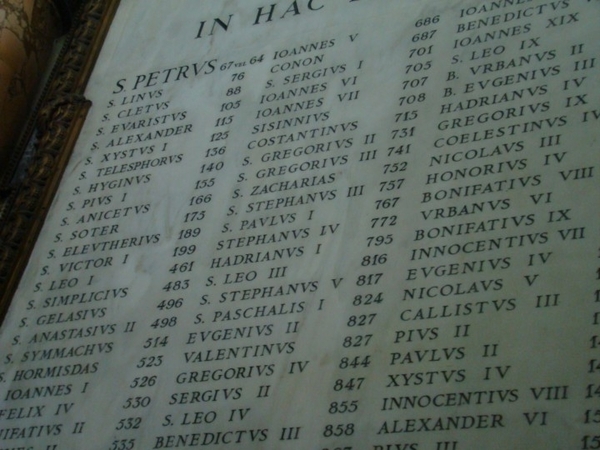 IN HAC
S. PETRVS 67 VEL 64
S. LINVS 76
S. CLETVS 88
S. EVARISTVS 105
S. ALEXANDER 115
S. XYSTVS I 125
S. TELESPHORVS 136
S. HYGINVS 140
S. PIVS I 155
S. ANICETVS 166
S. SOTER 175
S. ELEVTHERIVS 189
S. VICTOR I 199
S. LEO I 461
S. SIMPLICIVS 483
S. GELASIVS 496
S. ANASTASIVS II 498
S. SYMMACHVS 514
S. HORMISDAS 523
IOANNES I 526
FELIX IV 530
NIFATIVS II 532
II 535
IOANNES V 686
CONON 687
S. SERGIVS I 701
IOANNES VI 705
IOANNES VII 707
SISINNIVS 708
COSTANTINVS 715
S. GREGORIVS II 731
S. GREGORIVS III 741
S. ZACHARIAS 752
S. STEPHANVS III 757
S. PAVLVS I 767
STEPHANVS IV 772
HADRIANVS I 795
S. LEO III 816
S. STEPHANVS V 817
S. PASCHALIS I 824
EVGENIVS II 827
VALENTINVS 827
GREGORIVS IV 844
SERGIVS II 847
S. LEO IV 855
BENEDICTVS III 858
IOANNE
BENEDICTVS V
IOANNES XIX
S. LEO IX
B. VRBANVS II
B. EVGENIVS III
HADRIANVS IV
GREGORIVS IX
COELESTINVS IV
NICOLAVS III
HONORIVS IV
BONIFATIVS VIII
VRBANVS VI
BONIFATIVS IX
INNOCENTIVS VII
EVGENIVS IV
NICOLAVS V
CALLISTVS III
PIVS II
PAVLVS II
XYSTVS IV
INNOCENTIVS VIII
ALEXANDER VI
PIVS III